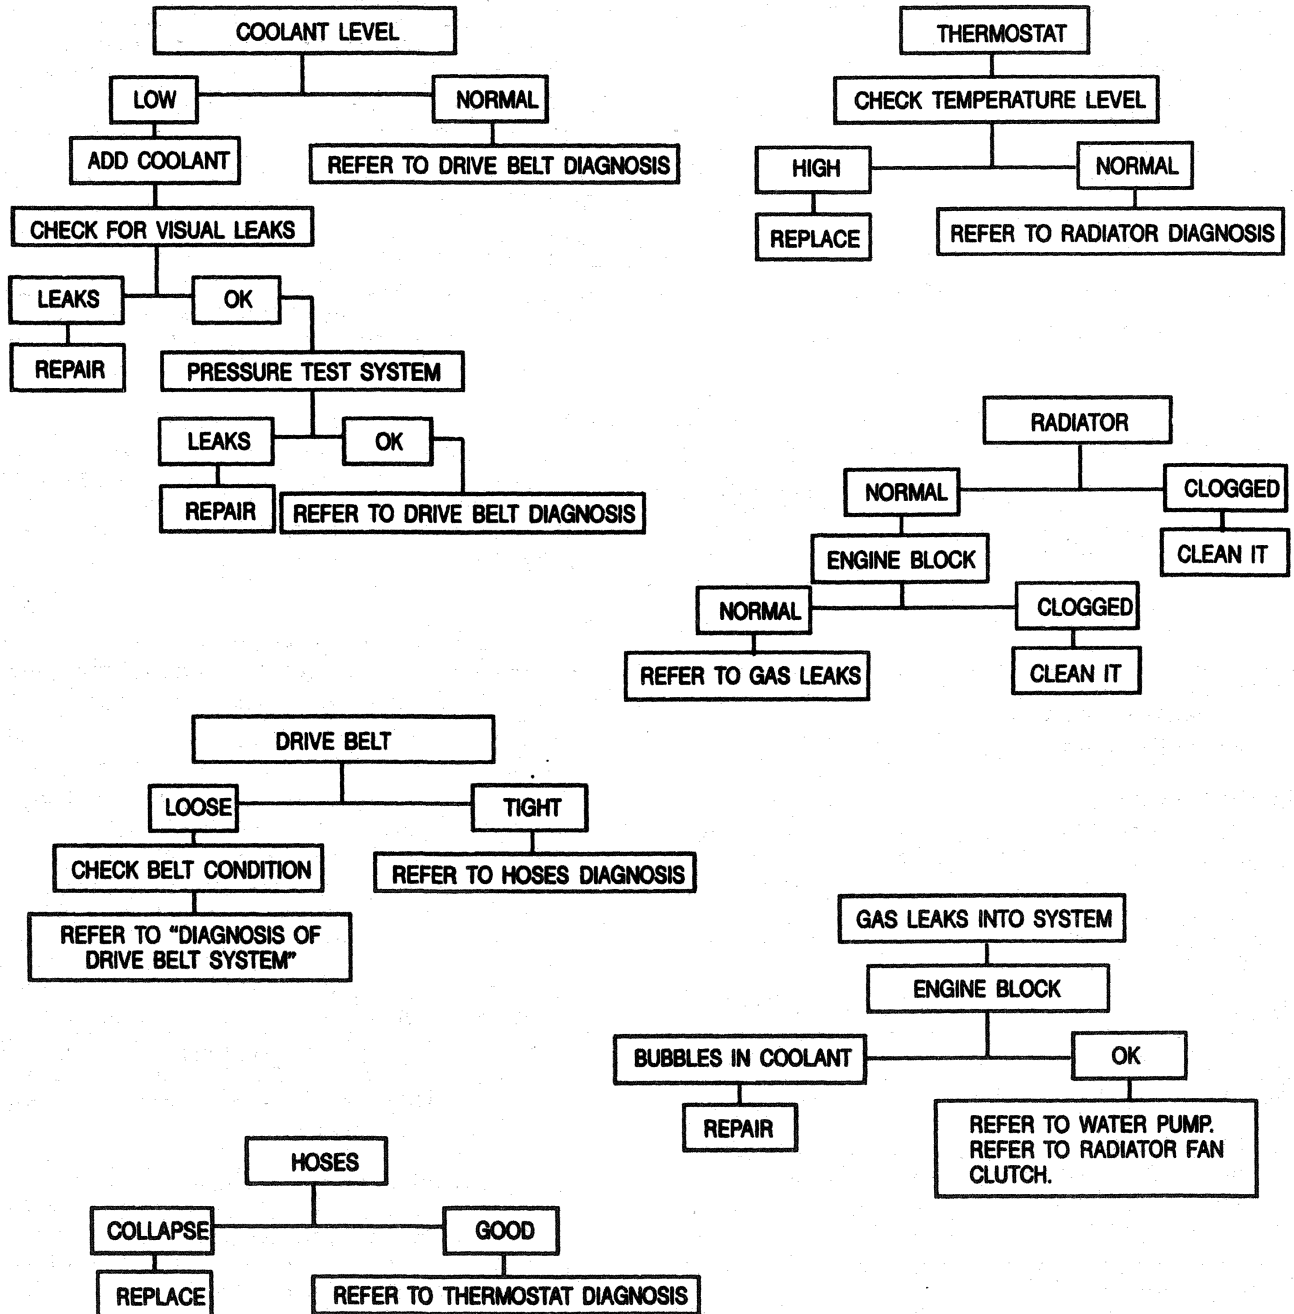 COOLANT LEVEL
LOW
NORMAL
ADD COOLANT
REFER TO DRIVE BELT DIAGNOSIS
CHECK FOR VISUAL LEAKS
LEAKS
OK
REPAIR
PRESSURE TEST SYSTEM
LEAKS
OK
REPAIR
REFER TO DRIVE BELT DIAGNOSIS
DRIVE BELT
LOOSE
TIGHT
CHECK BELT CONDITION
REFER TO HOSES DIAGNOSIS
REFER TO “DIAGNOSIS OF
DRIVE BELT SYSTEM”
HOSES
COLLAPSE
GOOD
REPLACE
REFER TO THERMOSTAT DIAGNOSIS
THERMOSTAT
CHECK TEMPERATURE LEVEL
HIGH
NORMAL
REPLACE
REFER TO RADIATOR DIAGNOSIS
RADIATOR
NORMAL
CLOGGED
ENGINE BLOCK
CLEAN IT
NORMAL
CLOGGED
REFER TO GAS LEAKS
CLEAN IT
GAS LEAKS INTO SYSTEM
ENGINE BLOCK
BUBBLES IN COOLANT
OK
REPAIR
REFER TO WATER PUMP.
REFER TO RADIATOR FAN
CLUTCH.